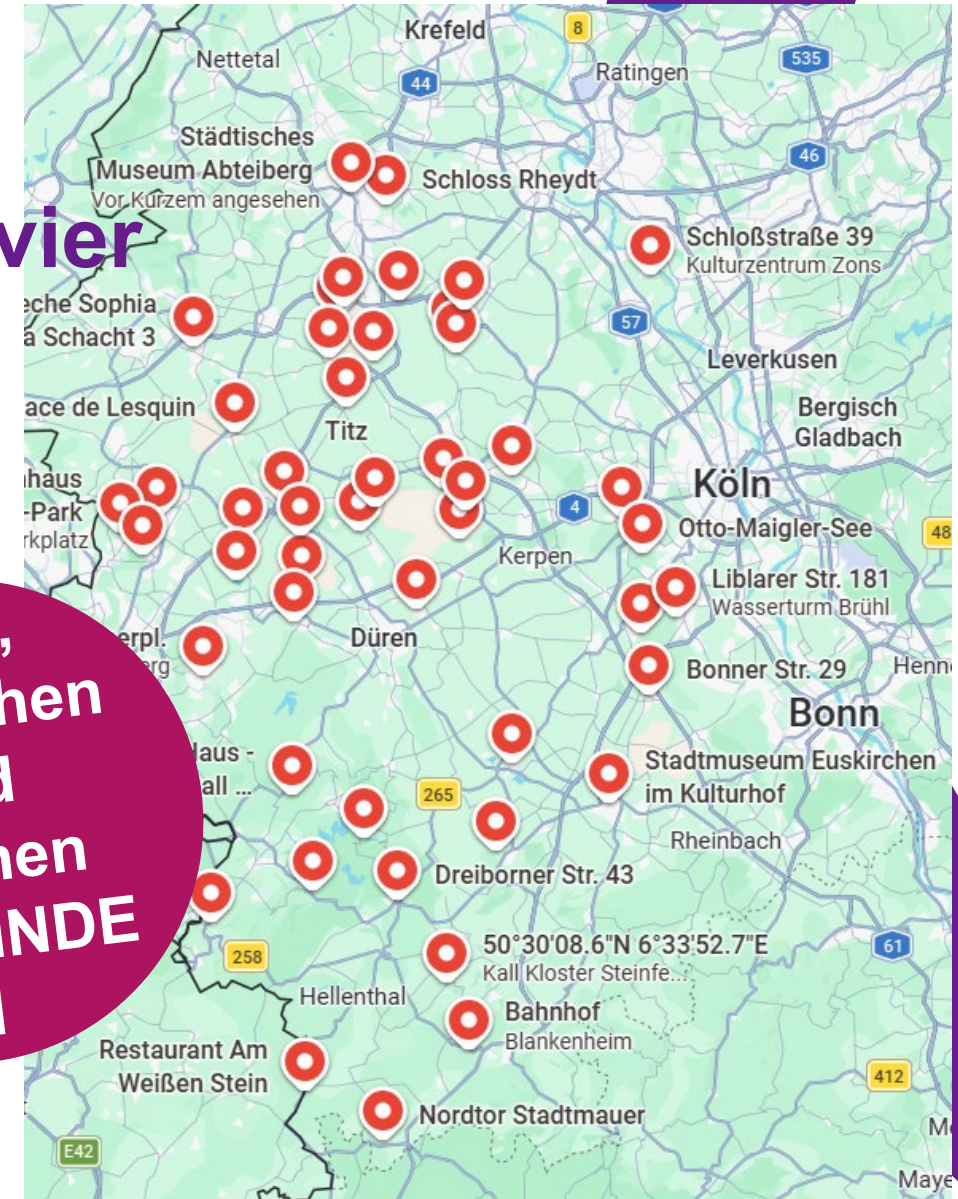 Krefeld
8
Nettetal
535
Ratingen
44
Städtisches
Museum Abteiberg
Vor Kurzem angesehen
46
Schloss Rheydt
vier
Schloßstraße 39
Kulturzentrum Zons
eche Sophia
a Schacht 3
57
Leverkusen
ace de Lesquin
Bergisch
Gladbach
Titz
nhaus
-Park
rkplatz
Köln
4
Otto-Maigler-See
48
Kerpen
Liblarer Str. 181
Wasserturm Brühl
erpl.
erg
Düren
Bonner Str. 29
Henne
Bonn
,
hen
d
nen
INDE
Haus -
all ...
265
Stadtmuseum Euskirchen
im Kulturhof
Rheinbach
Dreiborner Str. 43
50°30'08.6"N 6°33'52.7"E
Kall Kloster Steinfe...
61
258
Hellenthal
Bahnhof
Blankenheim
Restaurant Am
Weißen Stein
412
Nordtor Stadtmauer
E42
Maye